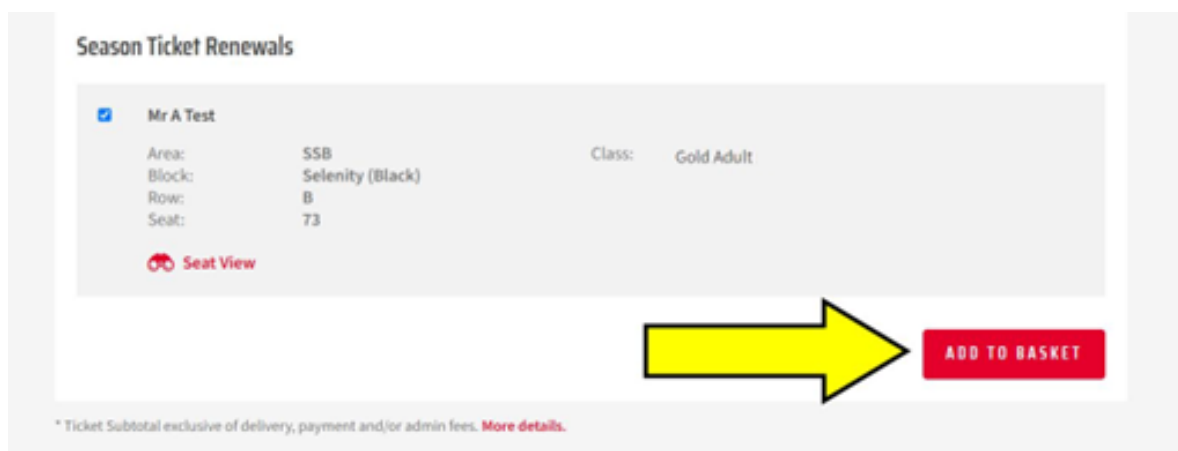 Season Ticket Renewals
Mr A Test
Area: SSB Class: Gold Adult
Block: Selenity (Black)
Row: B
Seat: 73
Seat View
ADD TO BASKET
* Ticket Subtotal exclusive of delivery, payment and/or admin fees. More details.